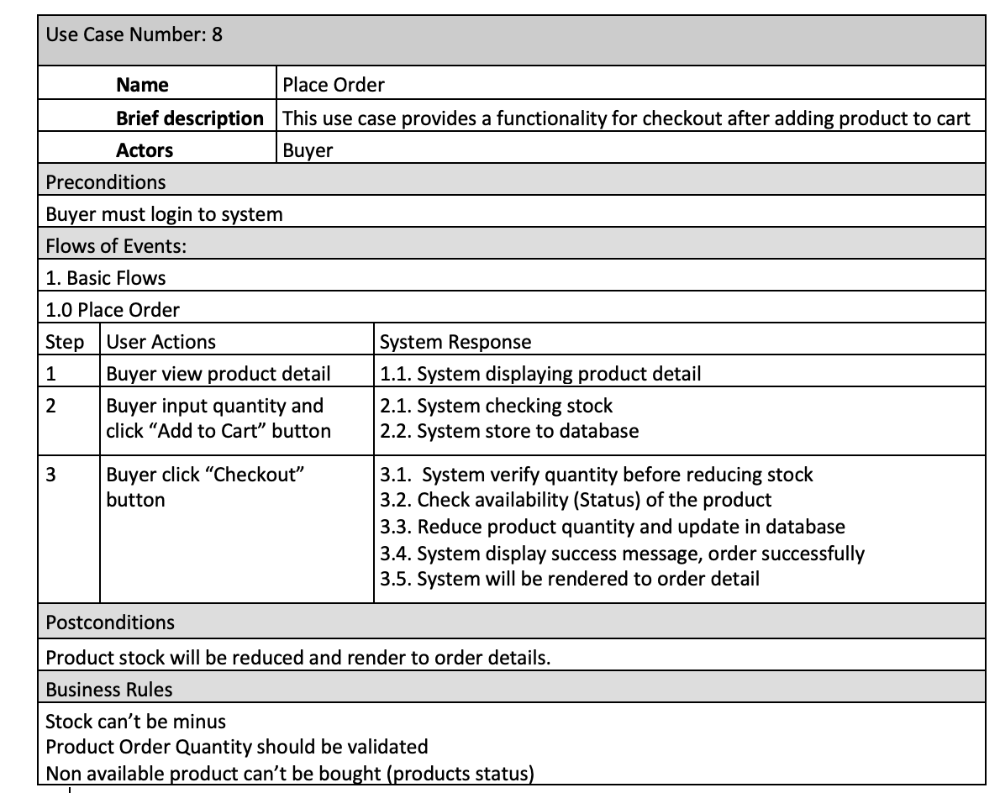 Use Case Number: 8
Name
Place Order
Brief description
This use case provides a functionality for checkout after adding product to cart
Actors
Buyer
Preconditions
Buyer must login to system
Flows of Events:
1. Basic Flows
1.0 Place Order
Step
User Actions
System Response
1
Buyer view product detail
1.1. System displaying product detail
2
Buyer input quantity and
click “Add to Cart” button
2.1. System checking stock
2.2. System store to database
3
Buyer click “Checkout”
button
3.1.  System verify quantity before reducing stock
3.2. Check availability (Status) of the product
3.3. Reduce product quantity and update in database
3.4. System display success message, order successfully
3.5. System will be rendered to order detail
Postconditions
Product stock will be reduced and render to order details.
Business Rules
Stock can’t be minus
Product Order Quantity should be validated
Non available product can’t be bought (products status)